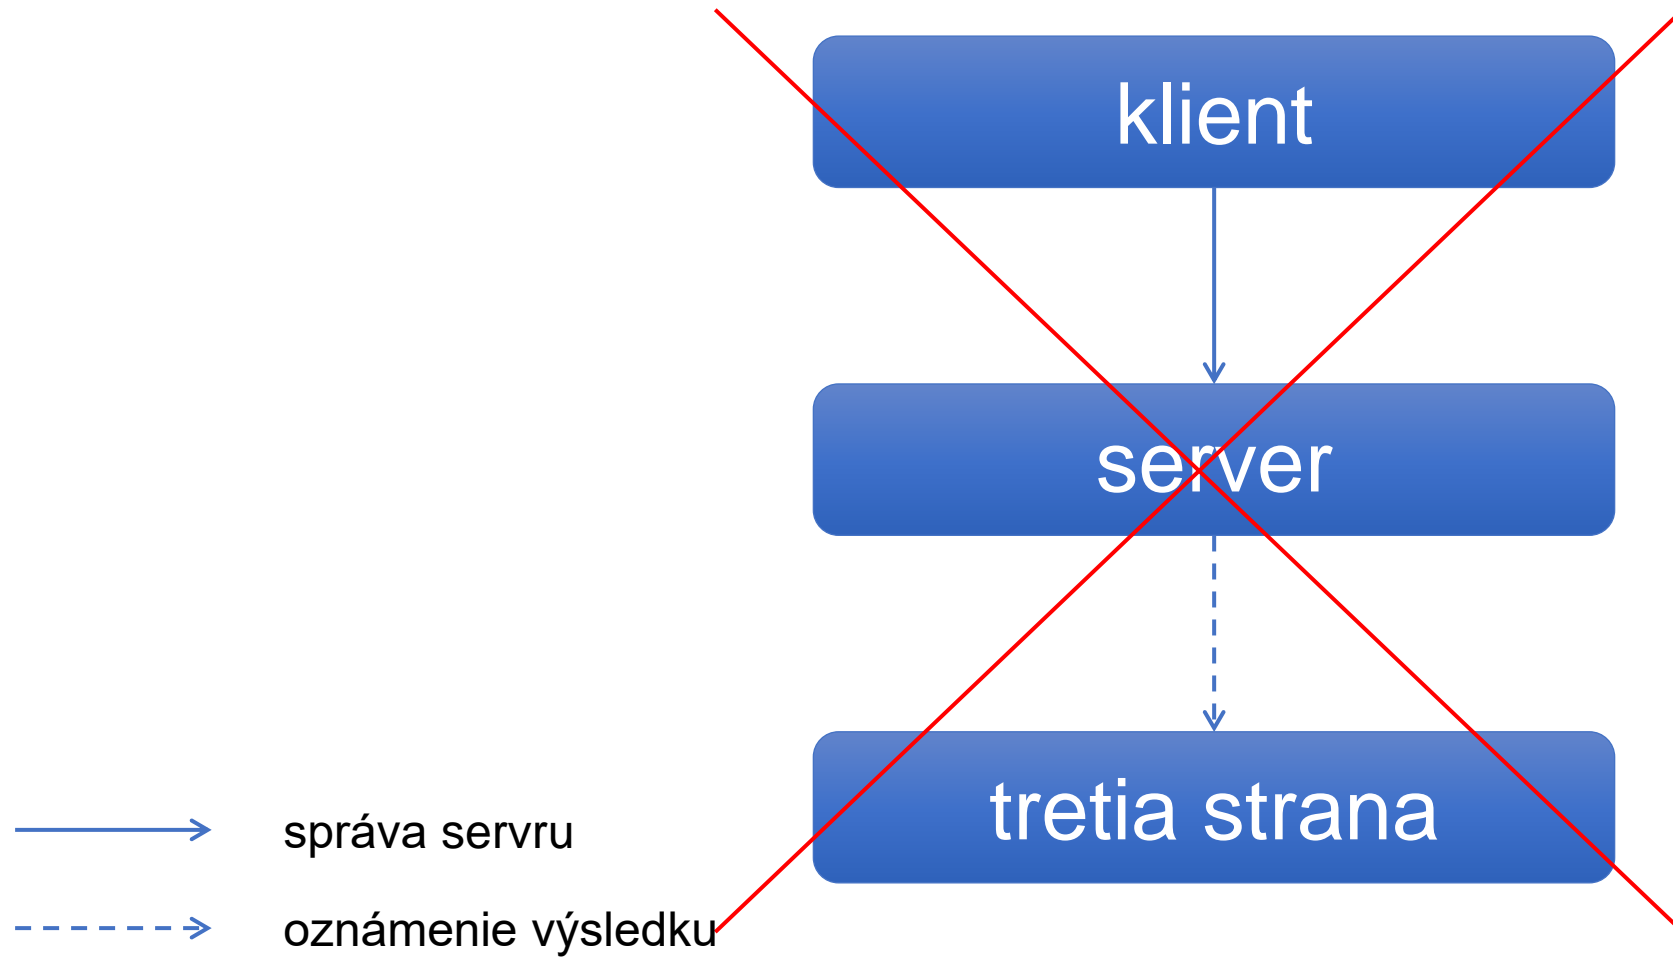 klient
server
tretia strana
správa servru
oznámenie výsledku